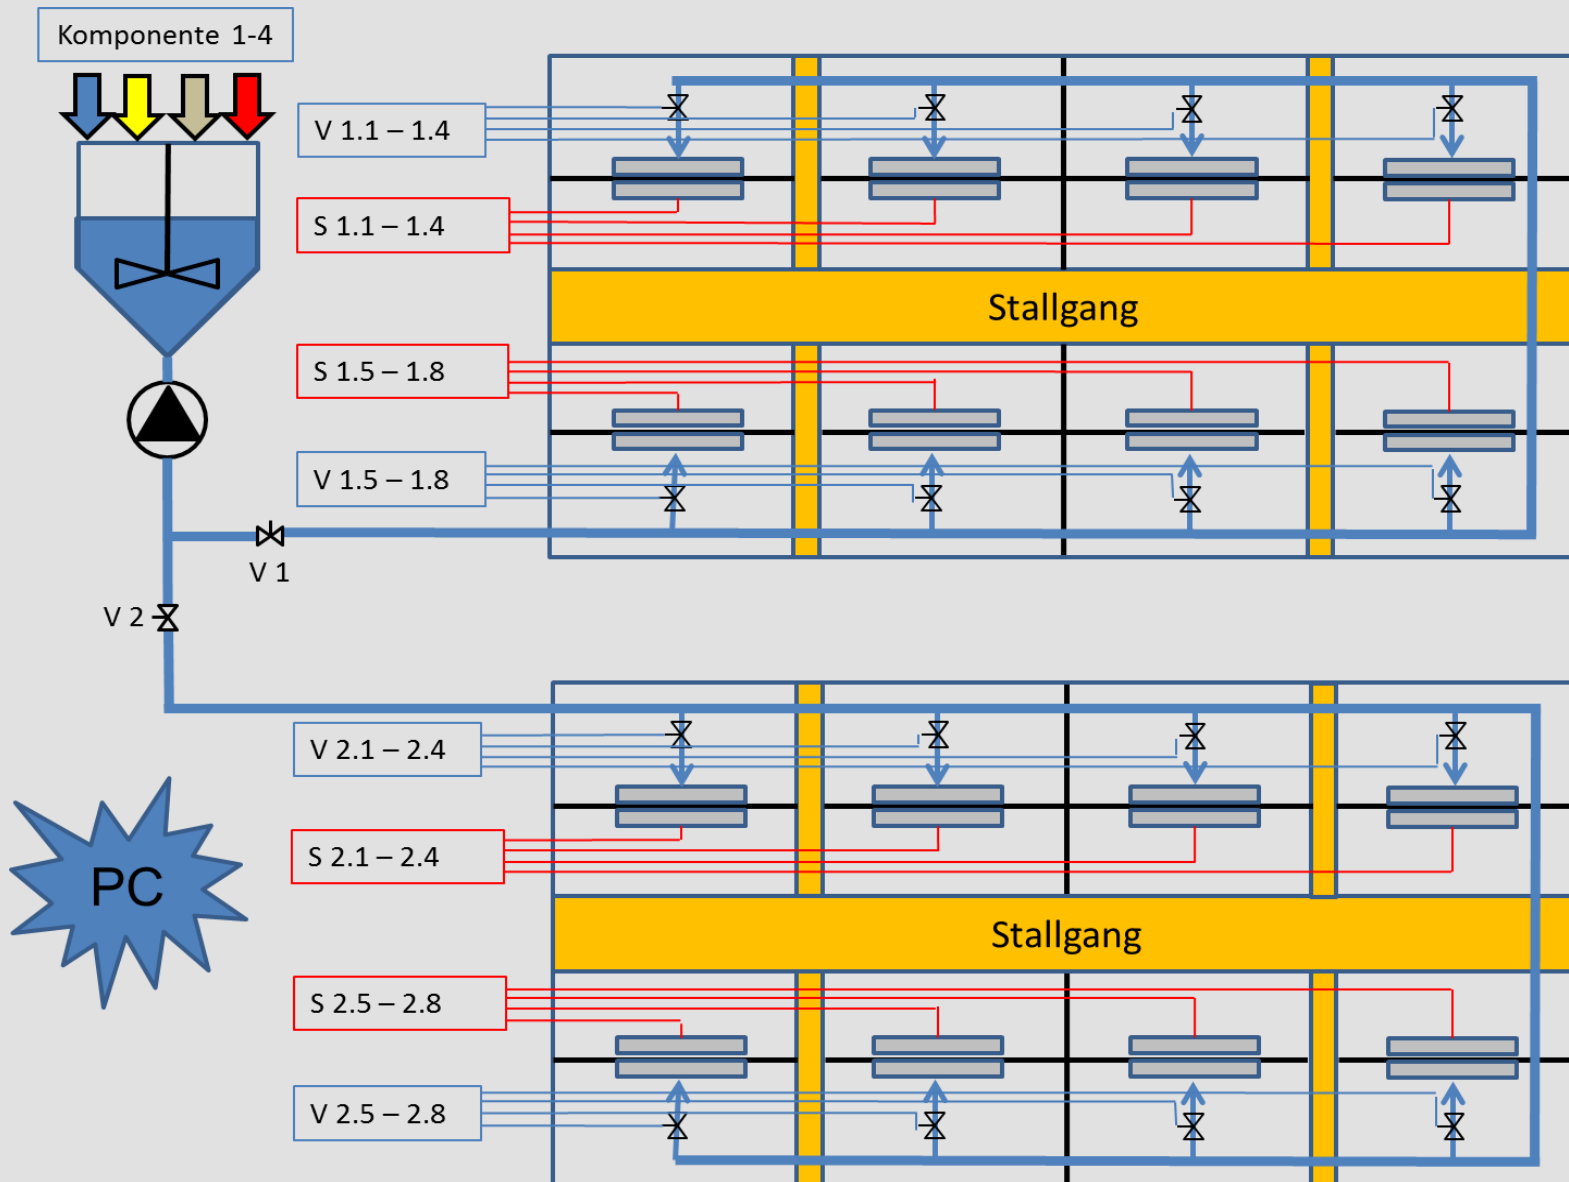 Komponente 1-4
V 1.1 – 1.4
S 1.1 – 1.4
Stallgang
S 1.5 – 1.8
V 1.5 – 1.8
V 1
V 2
V 2.1 – 2.4
S 2.1 – 2.4
PC
Stallgang
S 2.5 – 2.8
V 2.5 – 2.8